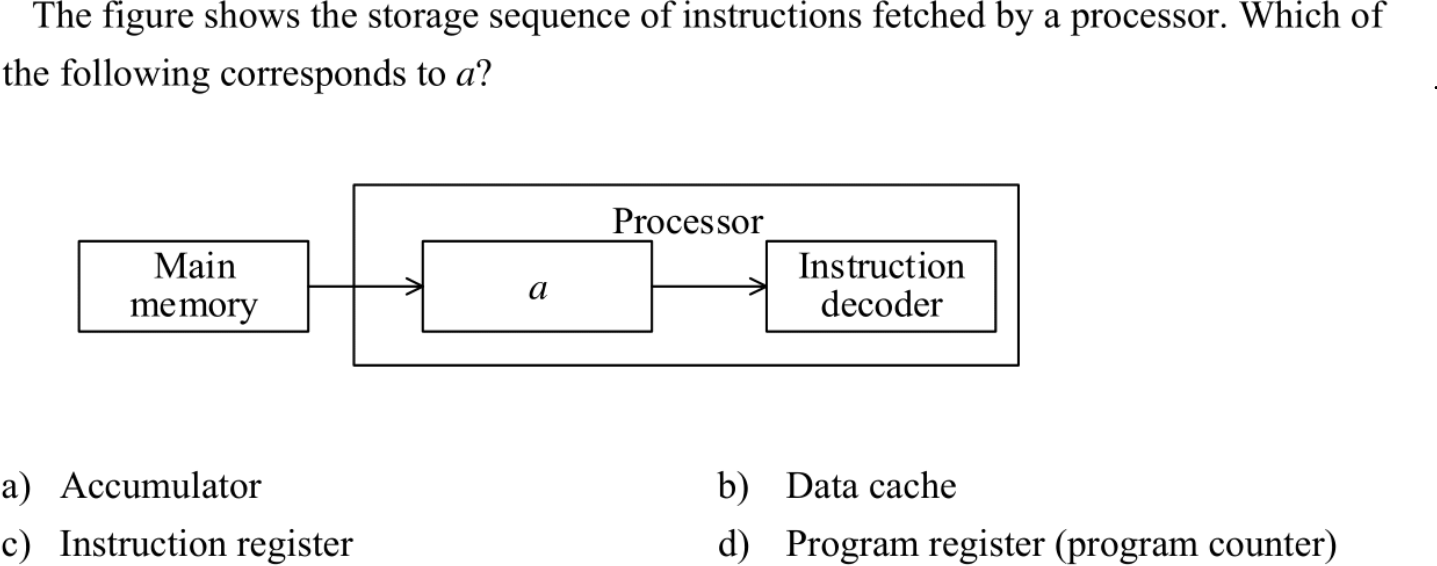 The figure shows the storage sequence of instructions fetched by a processor. Which of
the following corresponds to a?
Processor
Main
memory
a
Instruction
decoder
a) Accumulator
b) Data cache
c) Instruction register
d) Program register (program counter)